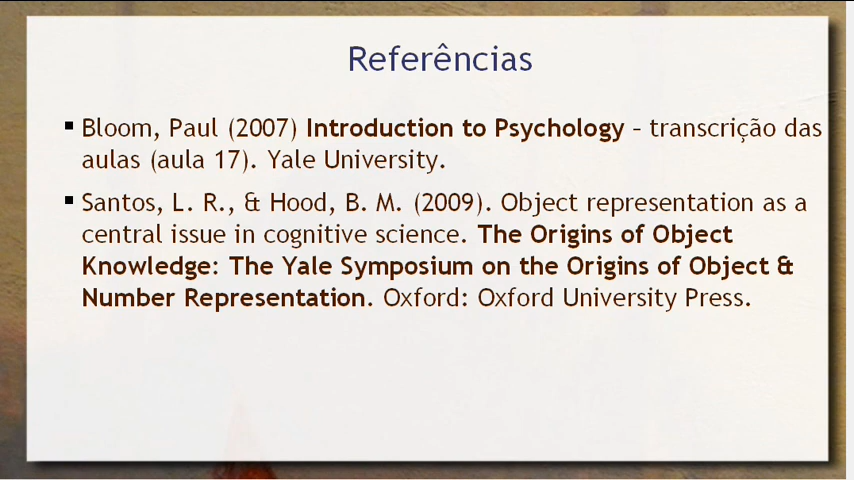 Referências
▪ Bloom, Paul (2007) Introduction to Psychology – transcrição das
aulas (aula 17). Yale University.
▪ Santos, L. R., & Hood, B. M. (2009). Object representation as a
central issue in cognitive science. The Origins of Object
Knowledge: The Yale Symposium on the Origins of Object &
Number Representation. Oxford: Oxford University Press.